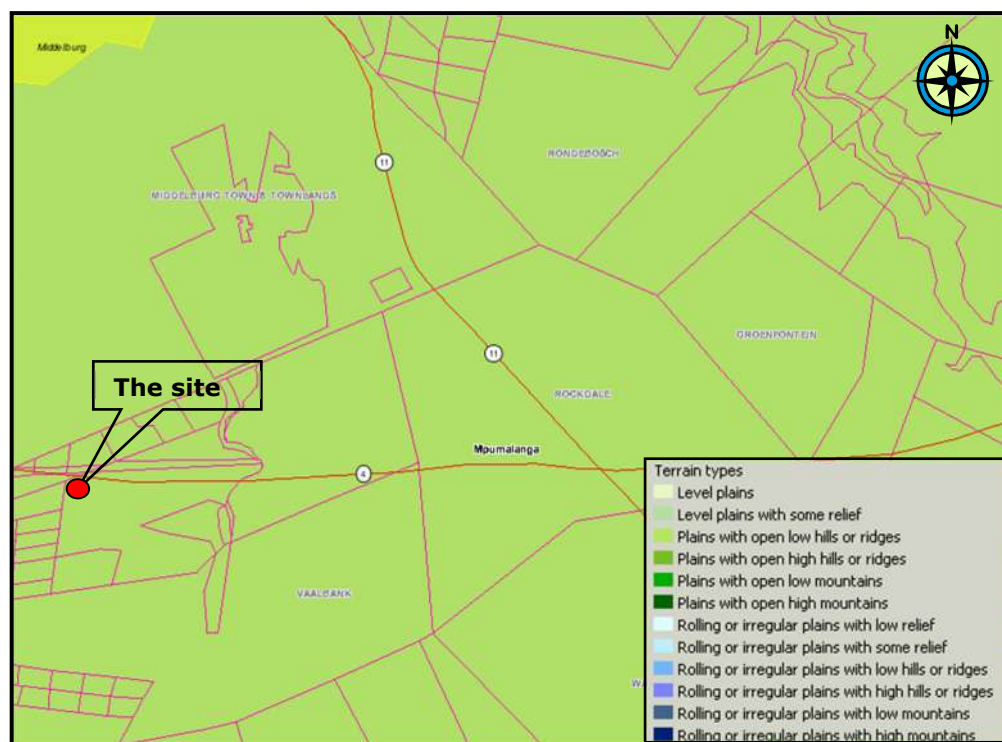 Middelburg
N
11
RONDEBOSCH
MIDDELBURG TOWN & TOWNLANDS
GROENFONTEIN
11
The site
ROCKDALE
Mpumalanga
4
VAALBANK
Terrain types
Level plains
Level plains with some relief
Plains with open low hills or ridges
Plains with open high hills or ridges
Plains with open low mountains
Plains with open high mountains
Rolling or irregular plains with low relief
Rolling or irregular plains with some relief
Rolling or irregular plains with low hills or ridges
Rolling or irregular plains with high hills or ridges
Rolling or irregular plains with low mountains
Rolling or irregular plains with high mountains